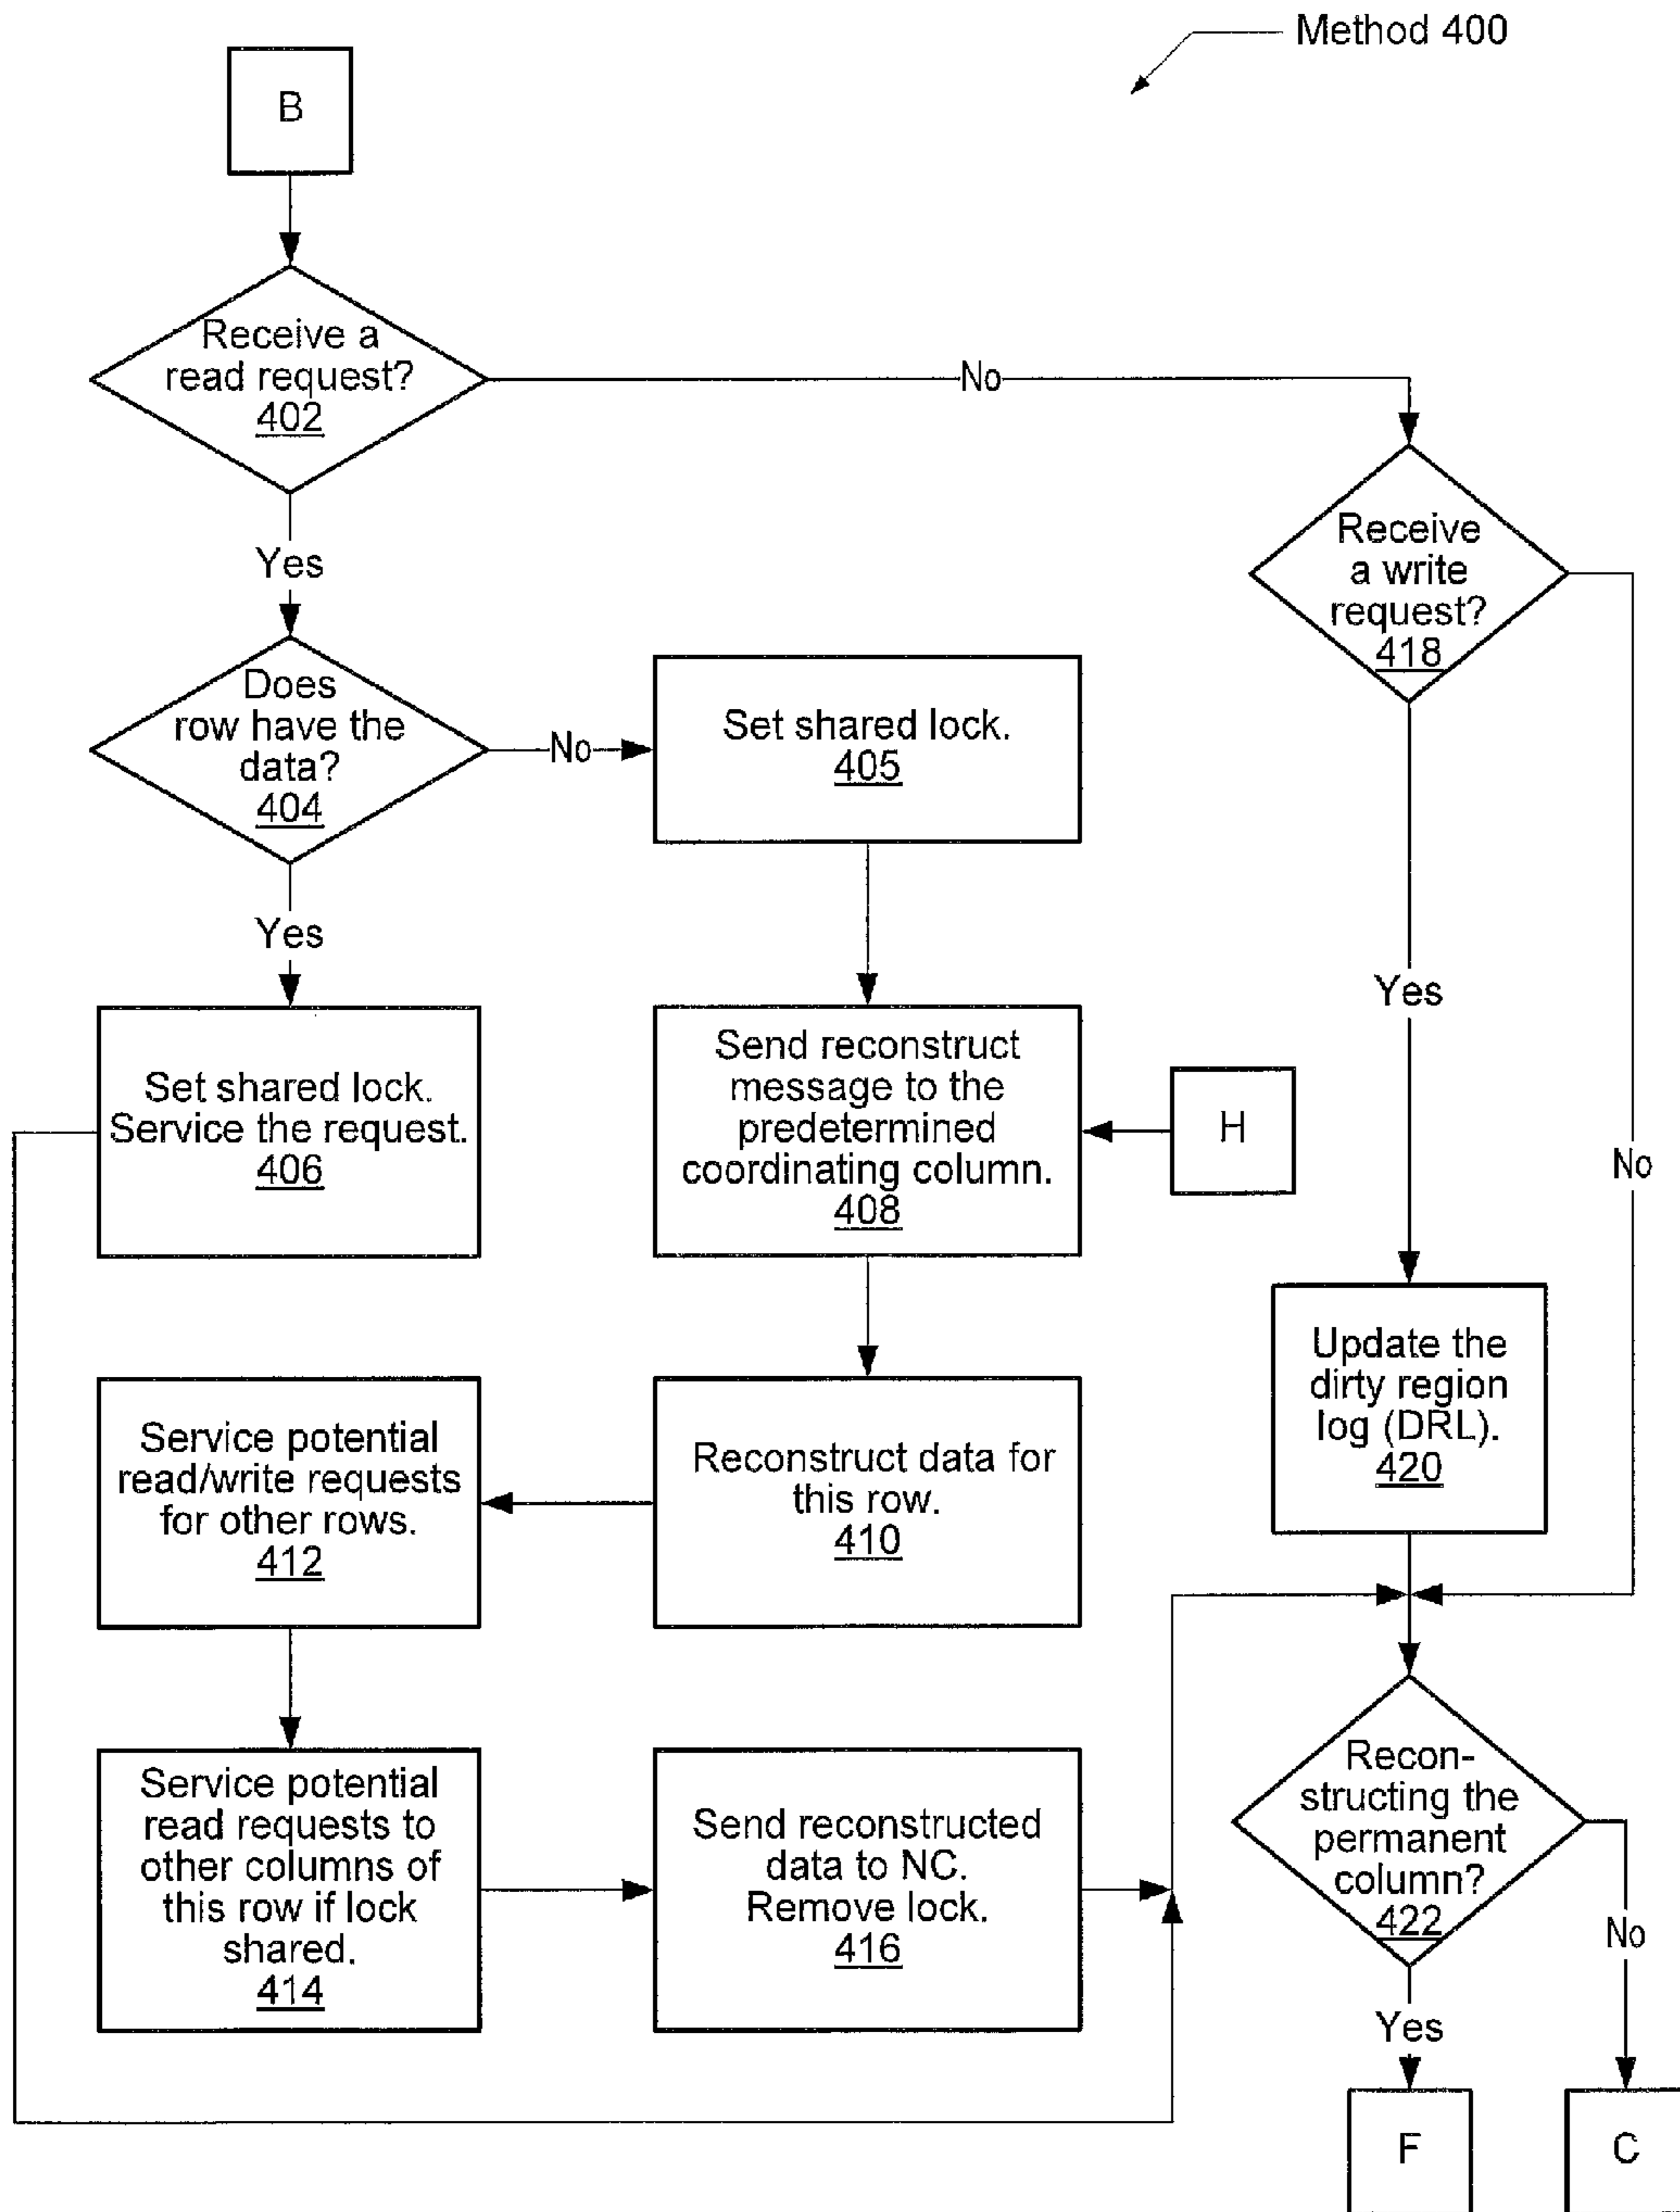 Method 400
B
Receive a
read request?
402
No
Yes
Receive
a write
request?
418
Does
row have the
data?
404
No
Set shared lock.
405
Yes
Yes
No
Set shared lock.
Service the request.
406
Send reconstruct
message to the
predetermined
coordinating column.
408
H
Update the
dirty region
log (DRL).
420
Service potential
read/write requests
for other rows.
412
Reconstruct data for
this row.
410
Service potential
read requests to
other columns of
this row if lock
shared.
414
Send reconstructed
data to NC.
Remove lock.
416
Recon-
structing the
permanent
column?
422
No
Yes
F
C